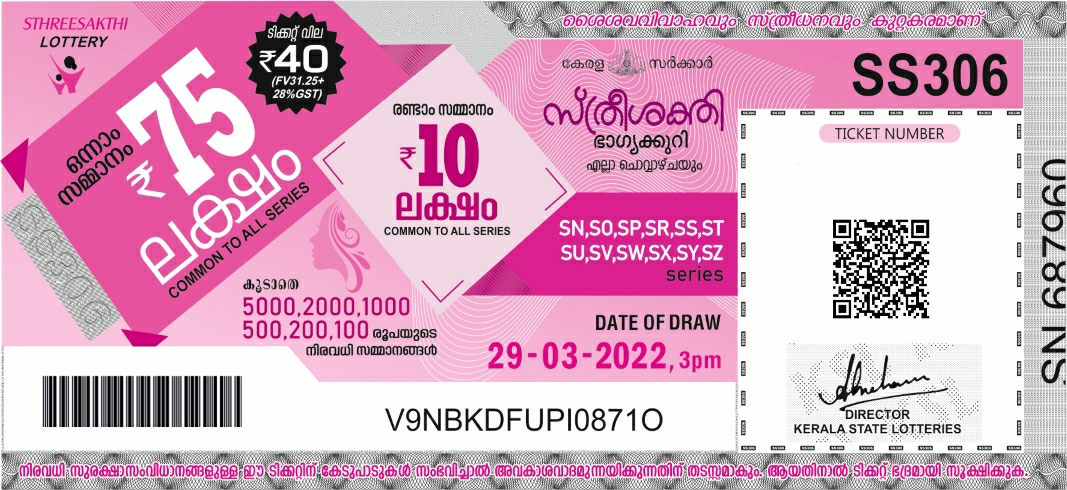 ശൈശവവിവാഹവും സ്ത്രീധനവും കുറ്റകരമാണ്
STHREESAKTHI
LOTTERY
ടിക്കറ്റ് വില
₹40
(FV31.25+
28%GST)
ഒന്നാം
സമ്മാനം
₹75
ലക്ഷം
COMMON TO ALL SERIES
രണ്ടാം സമ്മാനം
₹10
ലക്ഷം
COMMON TO ALL SERIES
കേരള സർക്കാർ
സ്ത്രീശക്തി
ഭാഗ്യക്കുറി
എല്ലാ ചൊവ്വാഴ്ചയും
SN,SO,SP,SR,SS,ST
SU,SV,SW,SX,SY,SZ
series
SS306
TICKET NUMBER
SN 687960
കൂടാതെ
5000,2000,1000
500,200,100 രൂപയുടെ
നിരവധി സമ്മാനങ്ങൾ
DATE OF DRAW
29-03-2022, 3pm
V9NBKDFUPI0871O
DIRECTOR
KERALA STATE LOTTERIES
നിരവധി സുരക്ഷാസംവിധാനങ്ങളുള്ള ഈ ടിക്കറ്റിന് കേടുപാടുകൾ സംഭവിച്ചാൽ അവകാശവാദമുന്നയിക്കുന്നതിന് തടസ്സമാകും. ആയതിനാൽ ടിക്കറ്റ് ഭദ്രമായി സൂക്ഷിക്കുക.